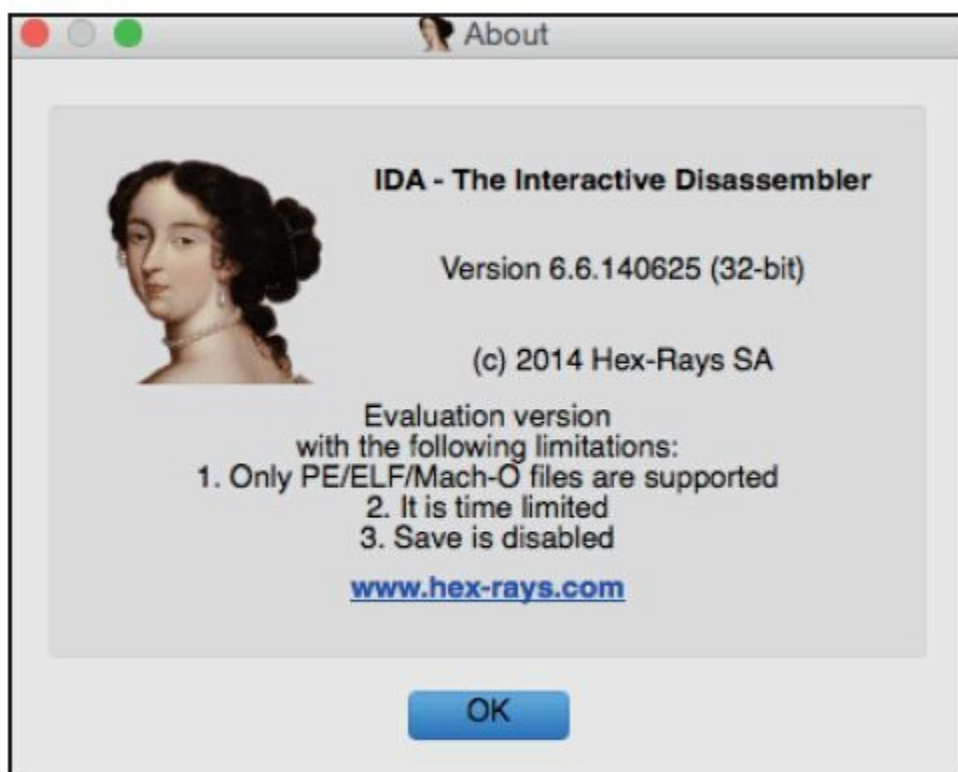 About
IDA - The Interactive Disassembler
Version 6.6.140625 (32-bit)
(c) 2014 Hex-Rays SA
Evaluation version
with the following limitations:
1. Only PE/ELF/Mach-O files are supported
2. It is time limited
3. Save is disabled
www.hex-rays.com
OK